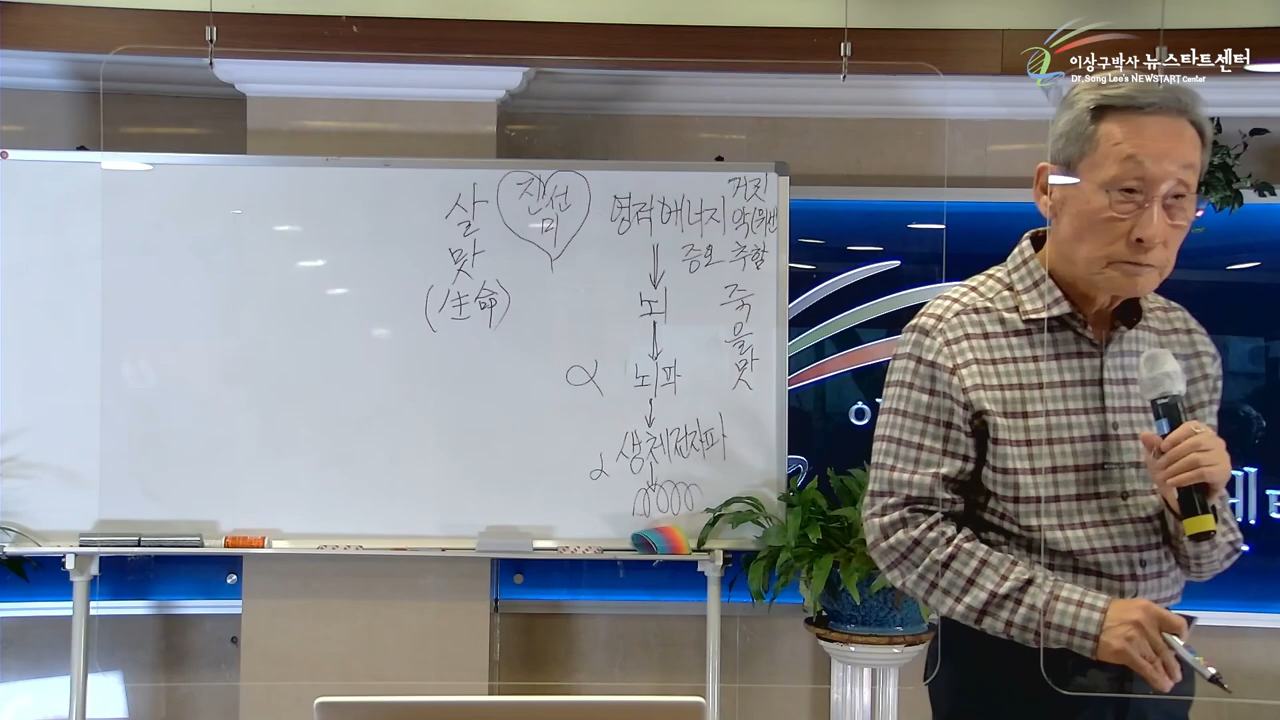 이상구박사 뉴스타트센터
Dr. Sang Lee's NEWSTART Center
살맛
(生命)
진선
미
영적에너지
거짓
악(위반
증오 추함
뇌
죽을맛
α 뇌파
α 생체전자파